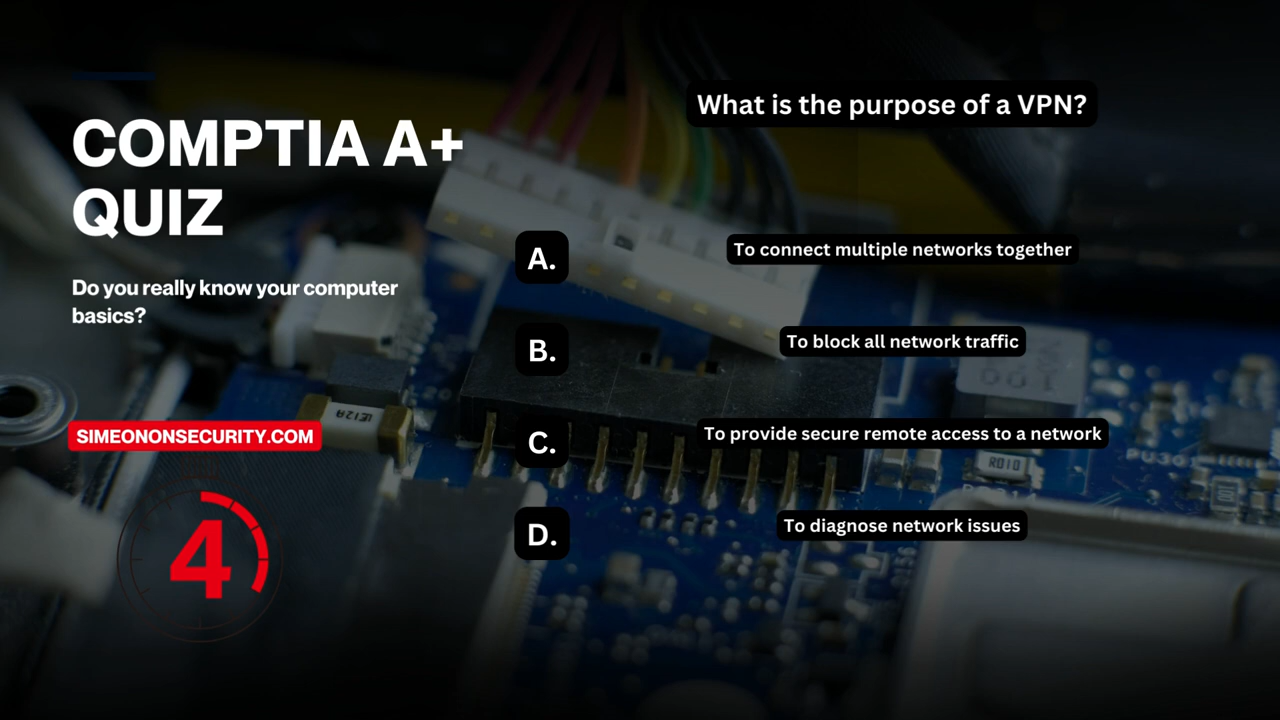 COMPTIA A+
QUIZ
Do you really know your computer
basics?
SIMEONONSECURITY.COM
4
What is the purpose of a VPN?
A.
To connect multiple networks together
B.
To block all network traffic
C.
To provide secure remote access to a network
D.
To diagnose network issues
R010